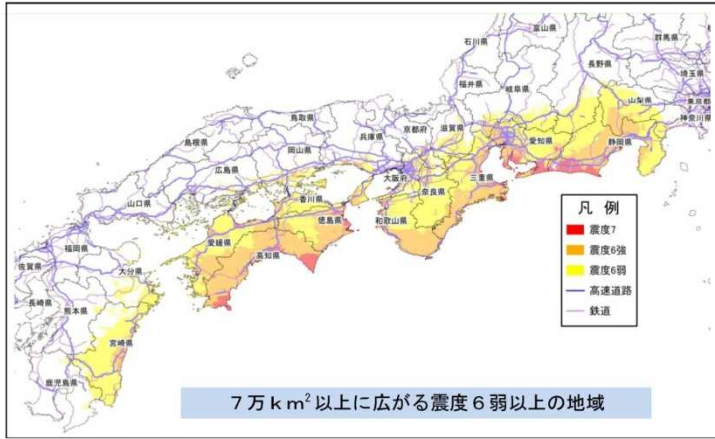 石川県
富山県
群馬県
長野県
福井県
岐阜県
埼玉県
山梨県
東京都
神奈川県
鳥取県
京都府
滋賀県
兵庫県
愛知県
静岡県
島根県
岡山県
広島県
大阪府
奈良県
三重県
山口県
香川県
徳島県
和歌山県
愛媛県
高知県
福岡県
佐賀県
大分県
長崎県
熊本県
宮崎県
鹿児島県
凡 例
震度7
震度6強
震度6弱
高速道路
鉄道
7万km²以上に広がる震度6弱以上の地域